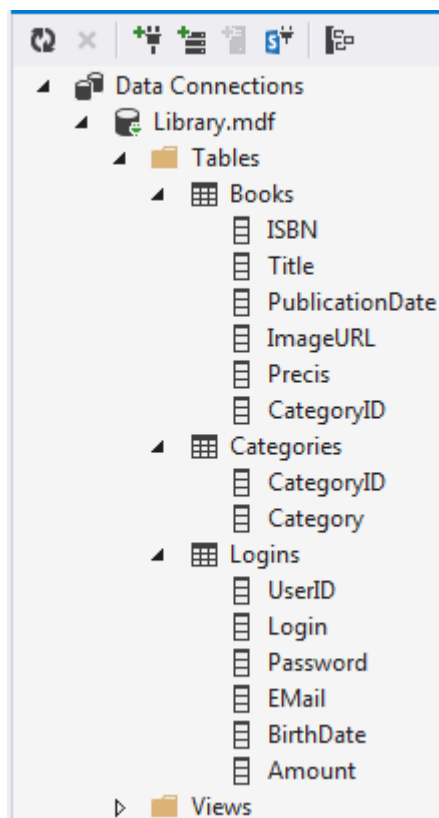 Data Connections
Library.mdf
Tables
Books
ISBN
Title
PublicationDate
ImageURL
Precis
CategoryID
Categories
CategoryID
Category
Logins
UserID
Login
Password
EMail
BirthDate
Amount
Views